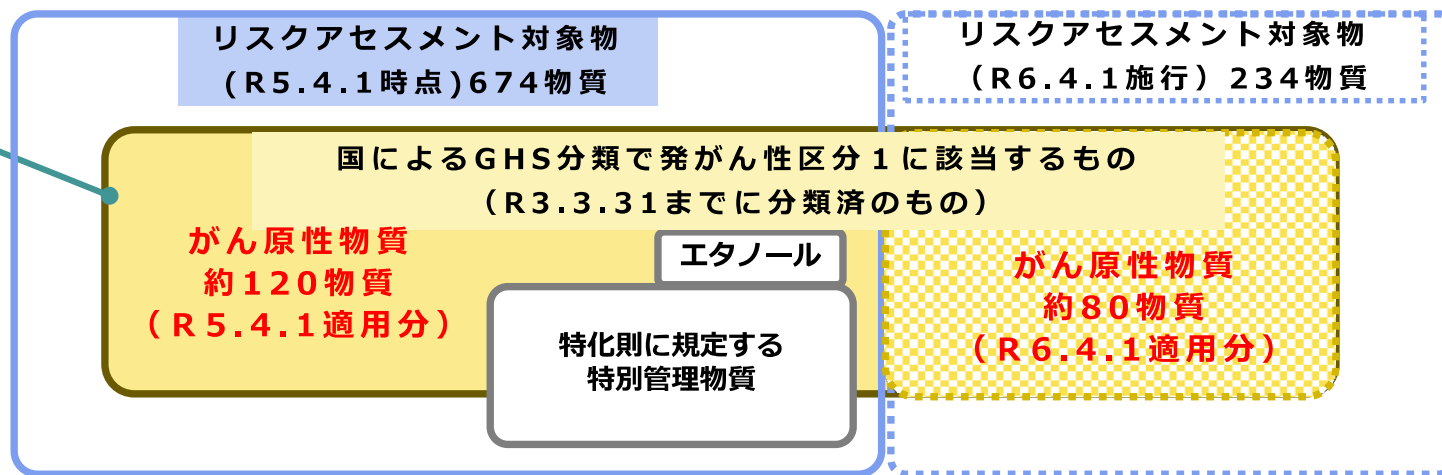 リスクアセスメント対象物
(R5.4.1時点)674物質
リスクアセスメント対象物
（R6.4.1施行）234物質
国によるGHS分類で発がん性区分１に該当するもの
（R3.3.31までに分類済のもの）
がん原性物質
約120物質
（R5.4.1適用分）
エタノール
特化則に規定する
特別管理物質
がん原性物質
約80物質
（R6.4.1適用分）